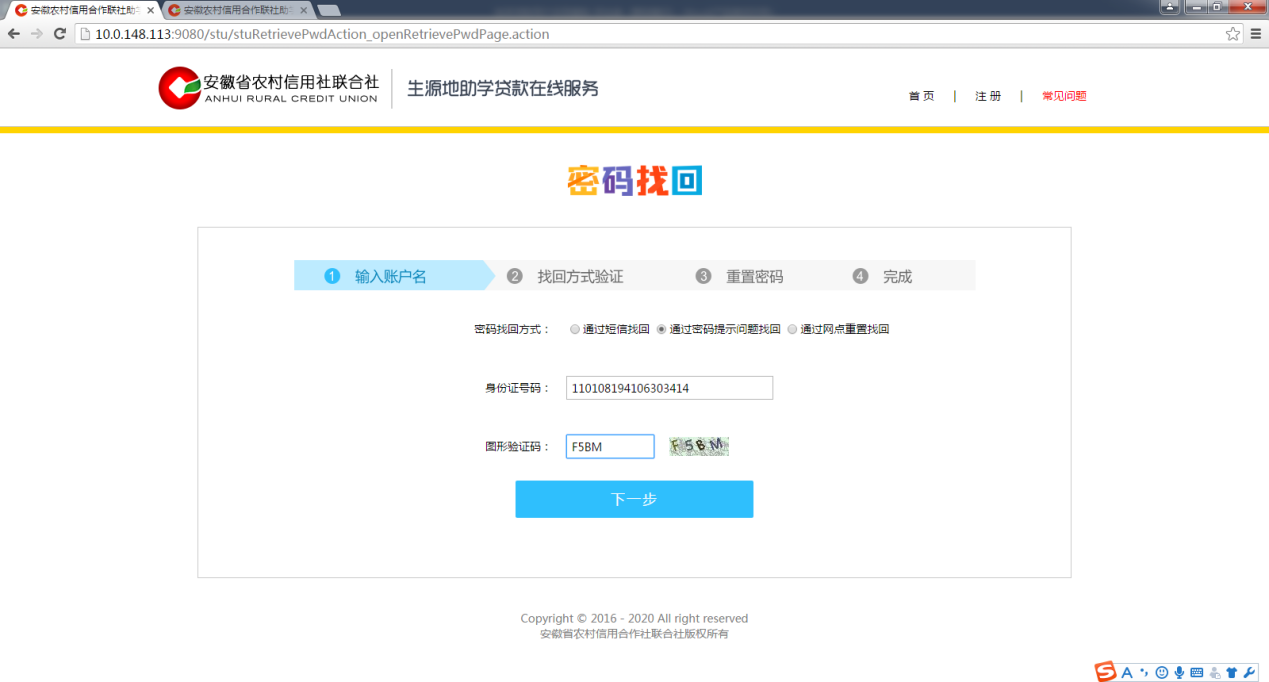 安徽省农村信用合作联社助学
安徽省农村信用合作联社助学
10.0.148.113:9080/stu/stuRetrievePwdAction_openRetrievePwdPage.action
安徽省农村信用社联合社
ANHUI RURAL CREDIT UNION
生源地助学贷款在线服务
首 页 | 注 册 | 常见问题
密码找回
1 输入账户名 2 找回方式验证 3 重置密码 4 完成
密码找回方式： 通过短信找回 通过密码提示问题找回 通过网点重置找回
身份证号码： 110108194106303414
图形验证码： F5BM F5BM
下一步
Copyright © 2016 - 2020 All right reserved
安徽省农村信用合作社联合社版权所有
S A